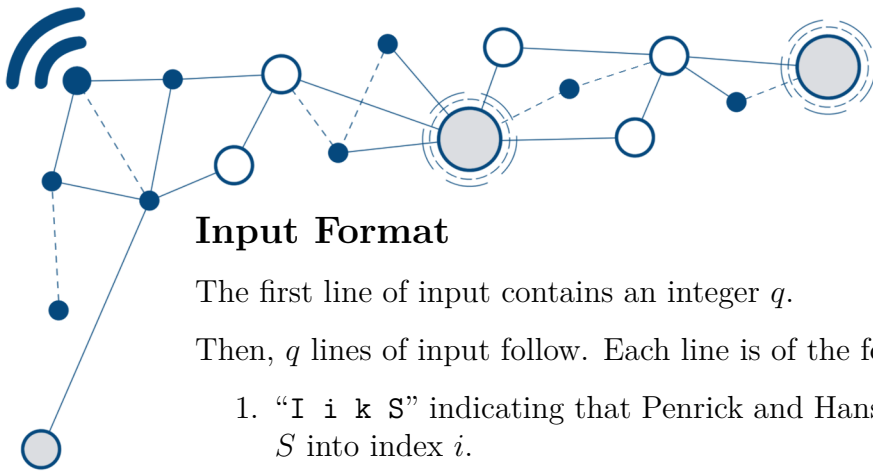 Input Format
The first line of input contains an integer q.
Then, q lines of input follow. Each line is of the
1. “I i k S” indicating that Penrick and Hans
S into index i.